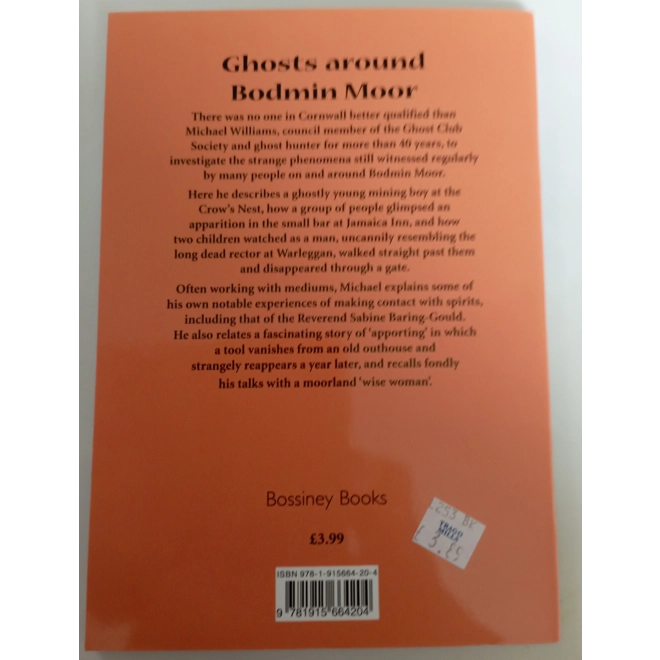 Ghosts around
Bodmin Moor
There was no one in Cornwall better qualified than
Michael Williams, council member of the Ghost Club
Society and ghost hunter for more than 40 years, to
investigate the strange phenomena still witnessed regularly
by many people on and around Bodmin Moor.
Here he describes a ghostly young mining boy at the
Crow's Nest, how a group of people glimpsed an
apparition in the small bar at Jamaica Inn, and how
two children watched as a man, uncannily resembling the
long dead rector at Warleggan, walked straight past them
and disappeared through a gate.
Often working with mediums, Michael explains some of
his own notable experiences of making contact with spirits,
including that of the Reverend Sabine Baring-Gould.
He also relates a fascinating story of 'apporting' in which
a tool vanishes from an old outhouse and
strangely reappears a year later, and recalls fondly
his talks with a moorland 'wise woman'.
Bossiney Books
£3.99
ISBN 978-1-915664-20-4
9 781915 664204
253 BK
TRAGO
MILLS
£